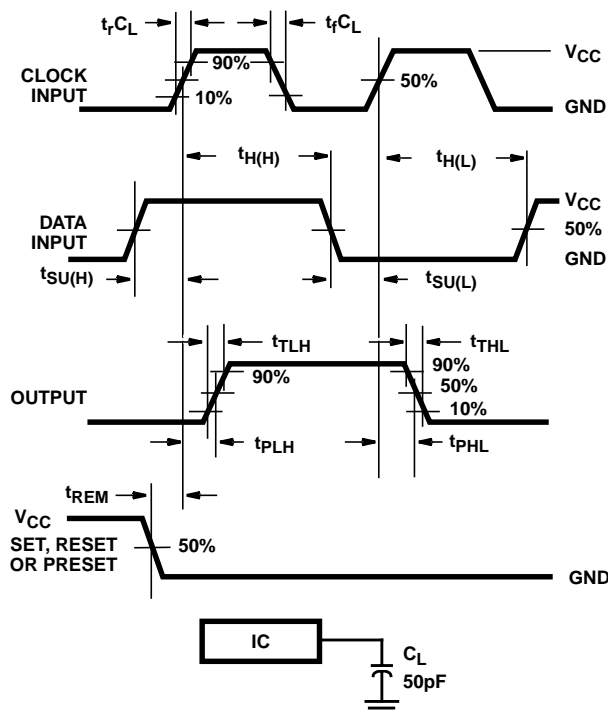 trCL tfCL
CLOCK INPUT
90%
10%
50%
VCC
GND
tH(H) tH(L)
DATA INPUT
VCC
50%
GND
tSU(H) tSU(L)
tTLH tTHL
OUTPUT
90%
90%
50%
10%
tPLH tPHL
tREM
VCC
SET, RESET
OR PRESET
50%
GND
IC
CL
50pF